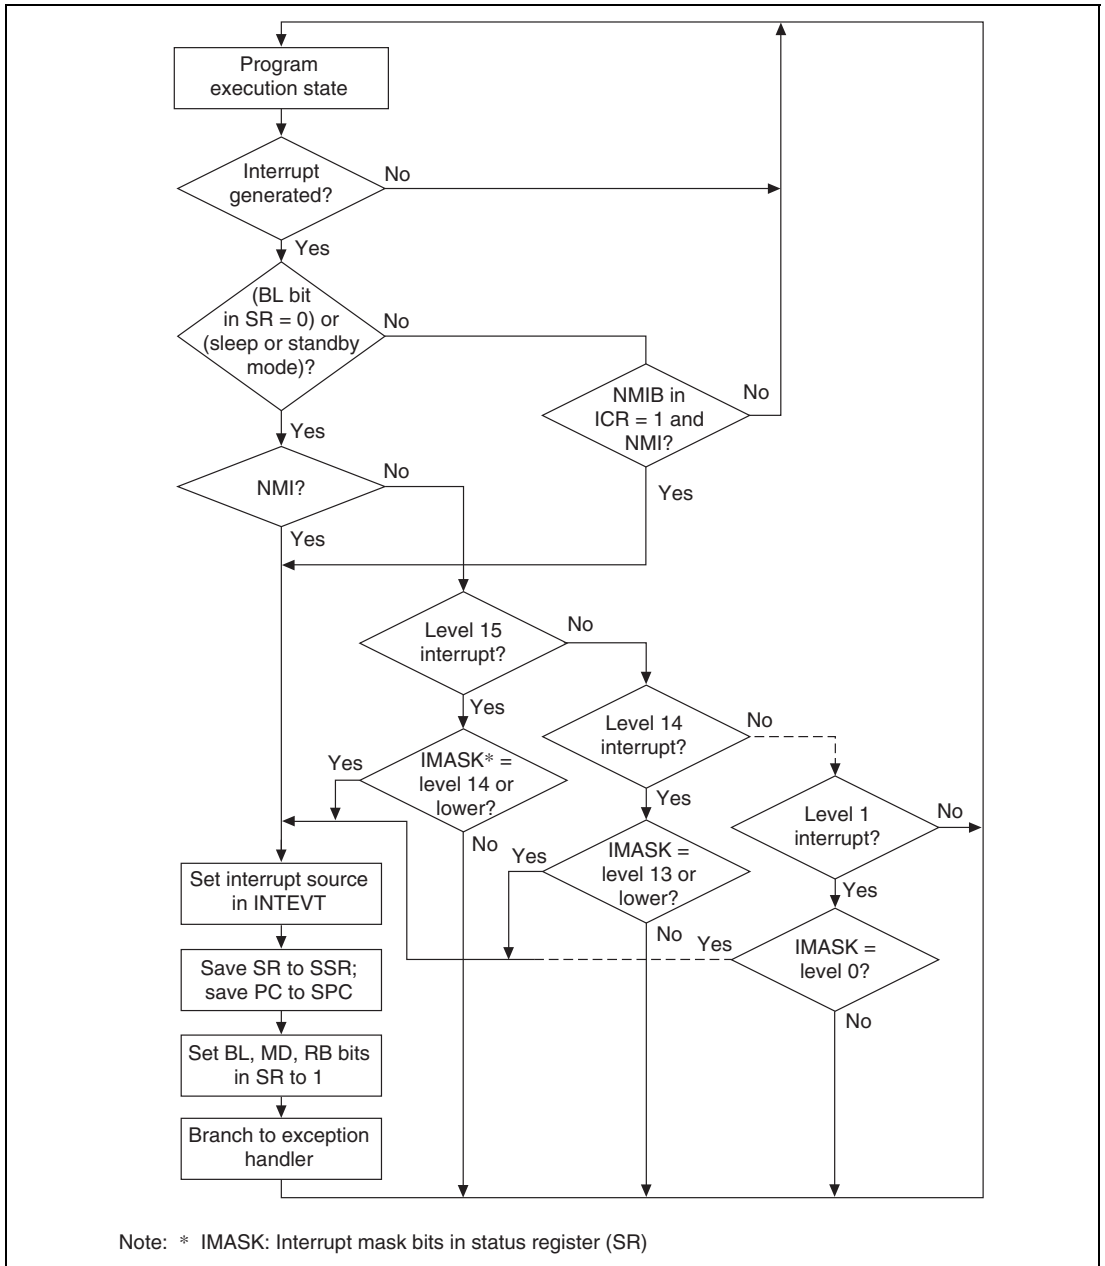 Program
execution state
Interrupt
generated?
No
Yes
(BL bit
in SR = 0) or
(sleep or standby
mode)?
No
Yes
NMIB in
ICR = 1 and
NMI?
No
Yes
NMI?
No
Yes
Level 15
interrupt?
No
Yes
Level 14
interrupt?
No
Yes
IMASK* =
level 14 or
lower?
Yes
No
Level 1
interrupt?
No
Yes
IMASK =
level 13 or
lower?
Yes
No
IMASK =
level 0?
Yes
No
Set interrupt source
in INTEVT
Save SR to SSR;
save PC to SPC
Set BL, MD, RB bits
in SR to 1
Branch to exception
handler
Note: * IMASK: Interrupt mask bits in status register (SR)